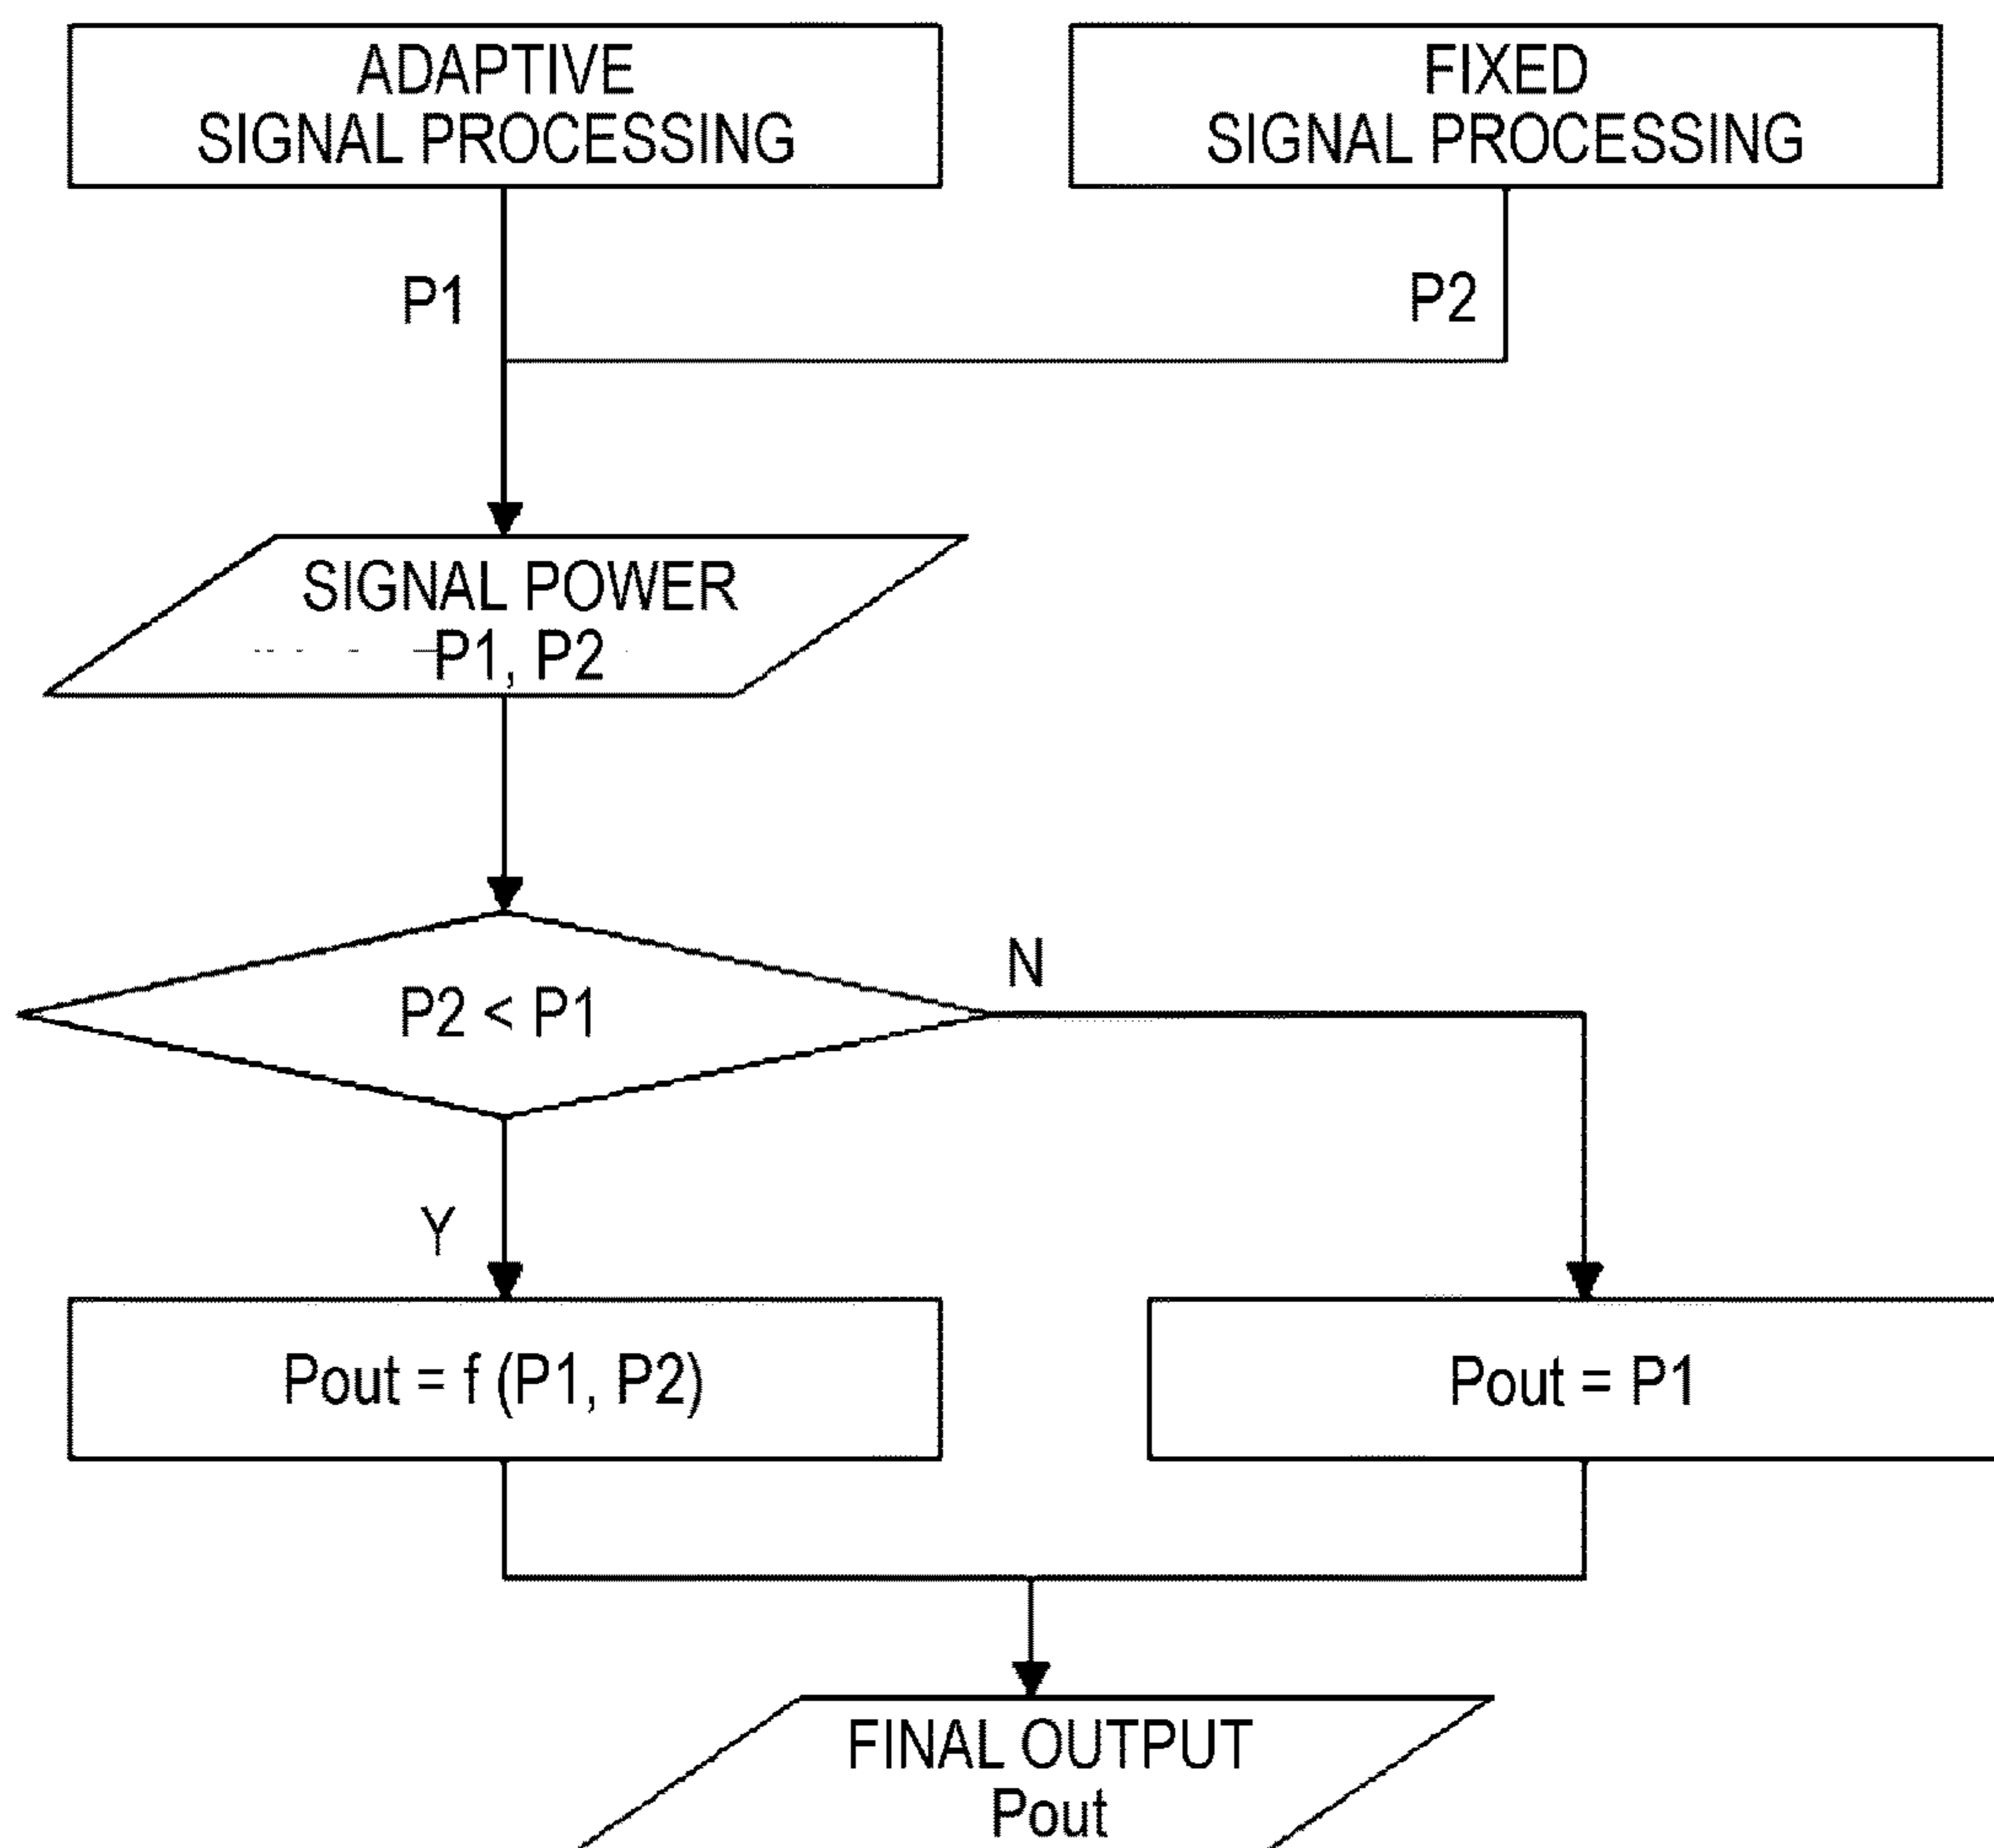 ADAPTIVE
SIGNAL PROCESSING
FIXED
SIGNAL PROCESSING
P1
P2
SIGNAL POWER
P1, P2
P2 < P1
N
Y
Pout = f (P1, P2)
Pout = P1
FINAL OUTPUT
Pout